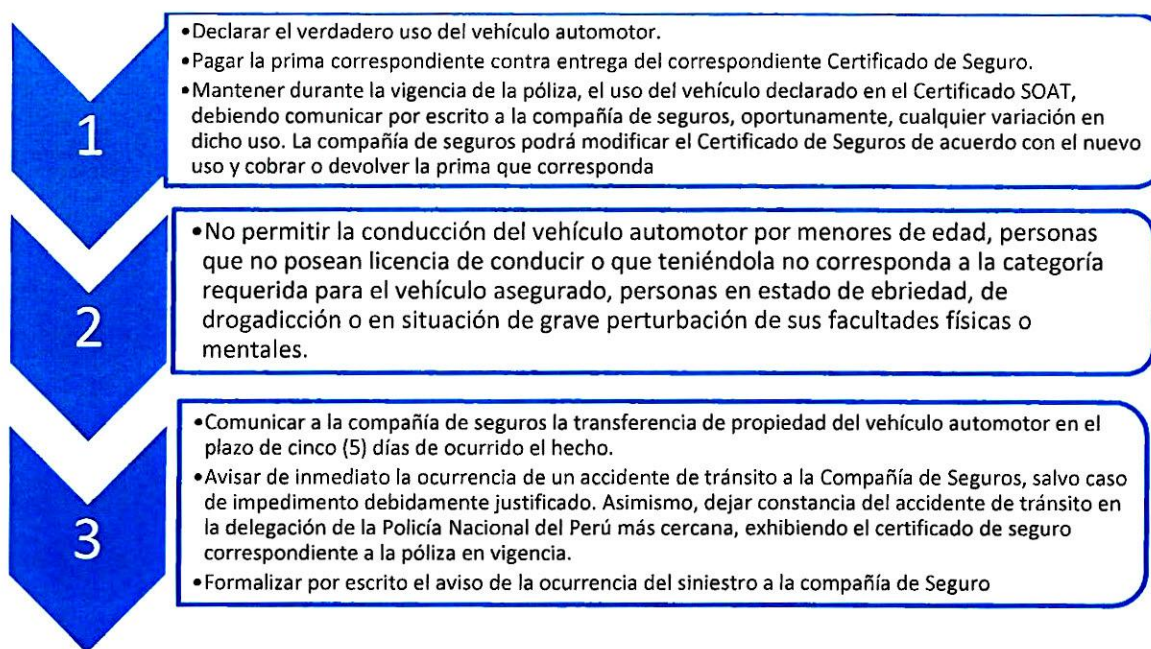 •Declarar el verdadero uso del vehículo automotor.
•Pagar la prima correspondiente contra entrega del correspondiente Certificado de Seguro.
•Mantener durante la vigencia de la póliza, el uso del vehículo declarado en el Certificado SOAT,
debiendo comunicar por escrito a la compañía de seguros, oportunamente, cualquier variación en
dicho uso. La compañía de seguros podrá modificar el Certificado de Seguros de acuerdo con el nuevo
uso y cobrar o devolver la prima que corresponda
1
•No permitir la conducción del vehículo automotor por menores de edad, personas
que no posean licencia de conducir o que teniéndola no corresponda a la categoría
requerida para el vehículo asegurado, personas en estado de ebriedad, de
drogadicción o en situación de grave perturbación de sus facultades físicas o
mentales.
2
•Comunicar a la compañía de seguros la transferencia de propiedad del vehículo automotor en el
plazo de cinco (5) días de ocurrido el hecho.
•Avisar de inmediato la ocurrencia de un accidente de tránsito a la Compañía de Seguros, salvo caso
de impedimento debidamente justificado. Asimismo, dejar constancia del accidente de tránsito en
la delegación de la Policía Nacional del Perú más cercana, exhibiendo el certificado de seguro
correspondiente a la póliza en vigencia.
•Formalizar por escrito el aviso de la ocurrencia del siniestro a la compañía de Seguro
3